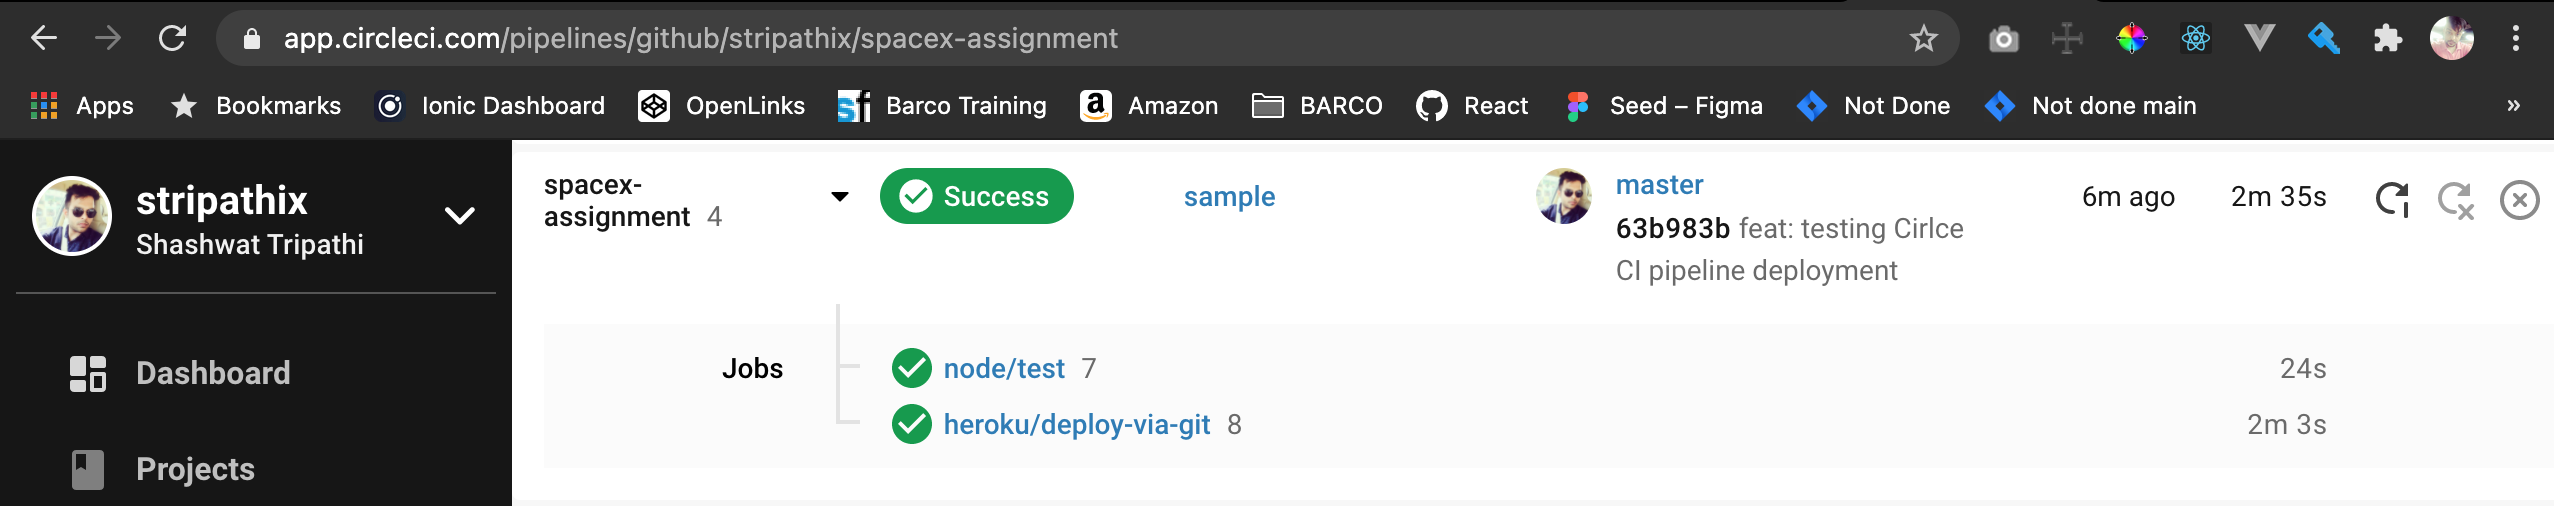 app.circleci.com/pipelines/github/stripathix/spacex-assignment
Apps Bookmarks Ionic Dashboard OpenLinks sf Barco Training a Amazon BARCO React Seed – Figma Not Done Not done main »
stripathix
Shashwat Tripathi
Dashboard
Projects
spacex-
assignment 4
Success
sample
master
63b983b feat: testing Cirlce
CI pipeline deployment
6m ago
2m 35s
Jobs
node/test 7
24s
heroku/deploy-via-git 8
2m 3s